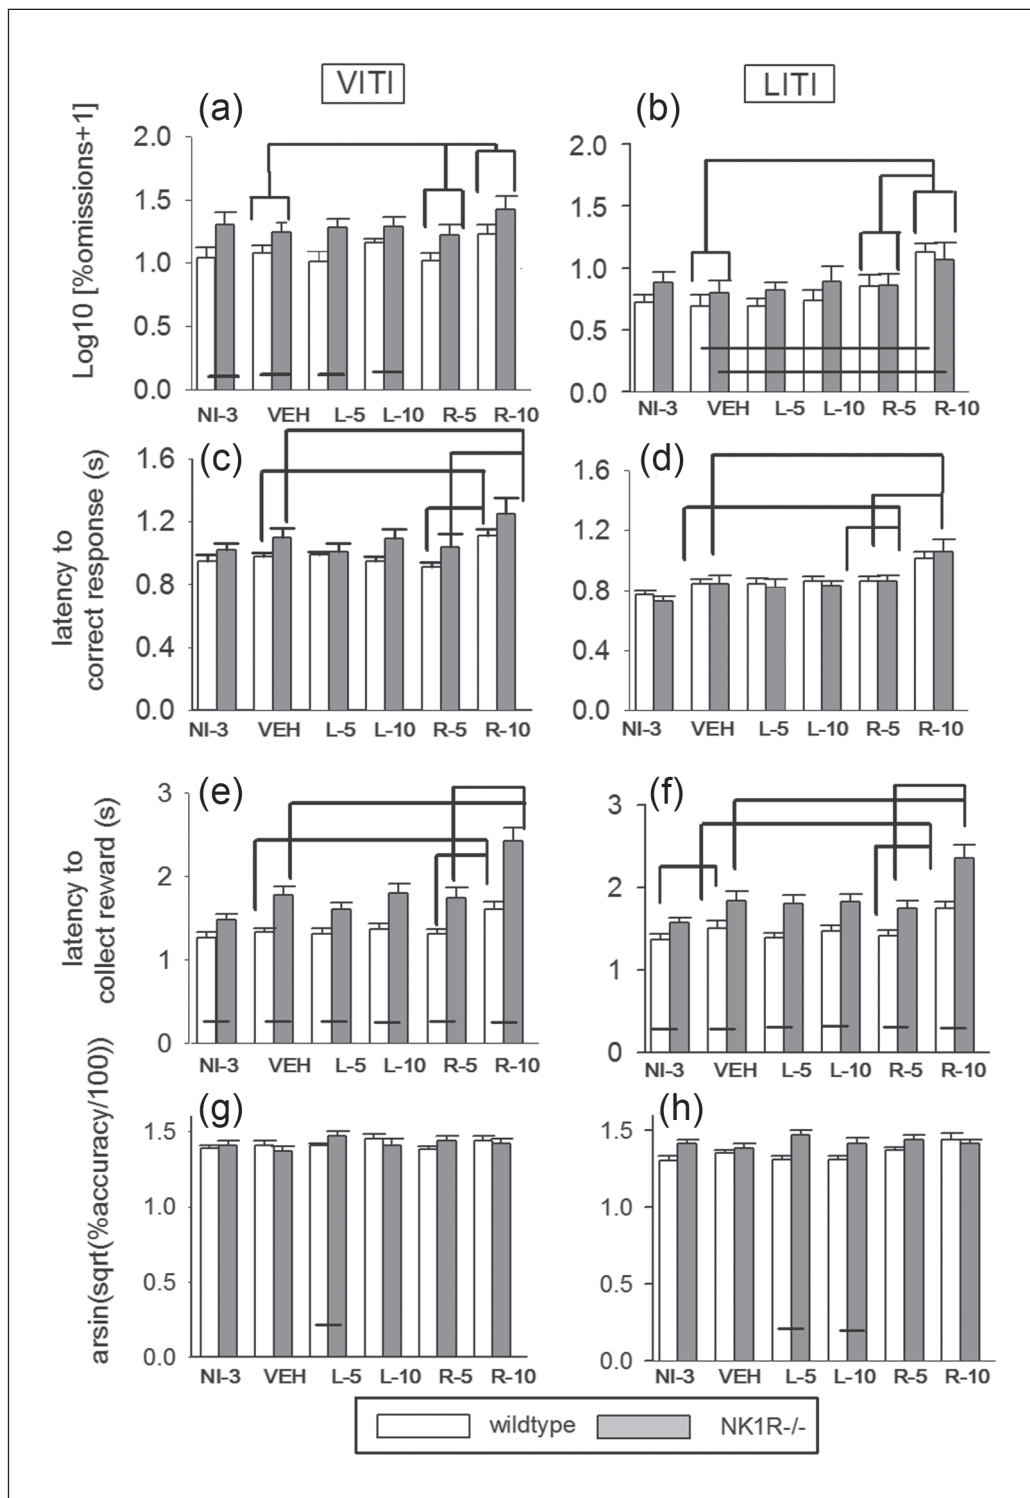 VITI
LITI
(a)
(b)
Log10 [%omissions+1]
2.0
1.5
1.0
0.5
0.0
NI-3 VEH L-5 L-10 R-5 R-10
2.0
1.5
1.0
0.5
0.0
NI-3 VEH L-5 L-10 R-5 R-10
(c)
(d)
latency to
correct response (s)
1.6
1.2
0.8
0.4
0.0
NI-3 VEH L-5 L-10 R-5 R-10
1.6
1.2
0.8
0.4
0.0
NI-3 VEH L-5 L-10 R-5 R-10
(e)
(f)
latency to
collect reward (s)
3
2
1
0
NI-3 VEH L-5 L-10 R-5 R-10
3
2
1
0
NI-3 VEH L-5 L-10 R-5 R-10
(g)
(h)
arsin(sqrt(%accuracy/100))
1.5
1.0
0.5
0.0
NI-3 VEH L-5 L-10 R-5 R-10
1.5
1.0
0.5
0.0
NI-3 VEH L-5 L-10 R-5 R-10
wildtype NK1R-/-